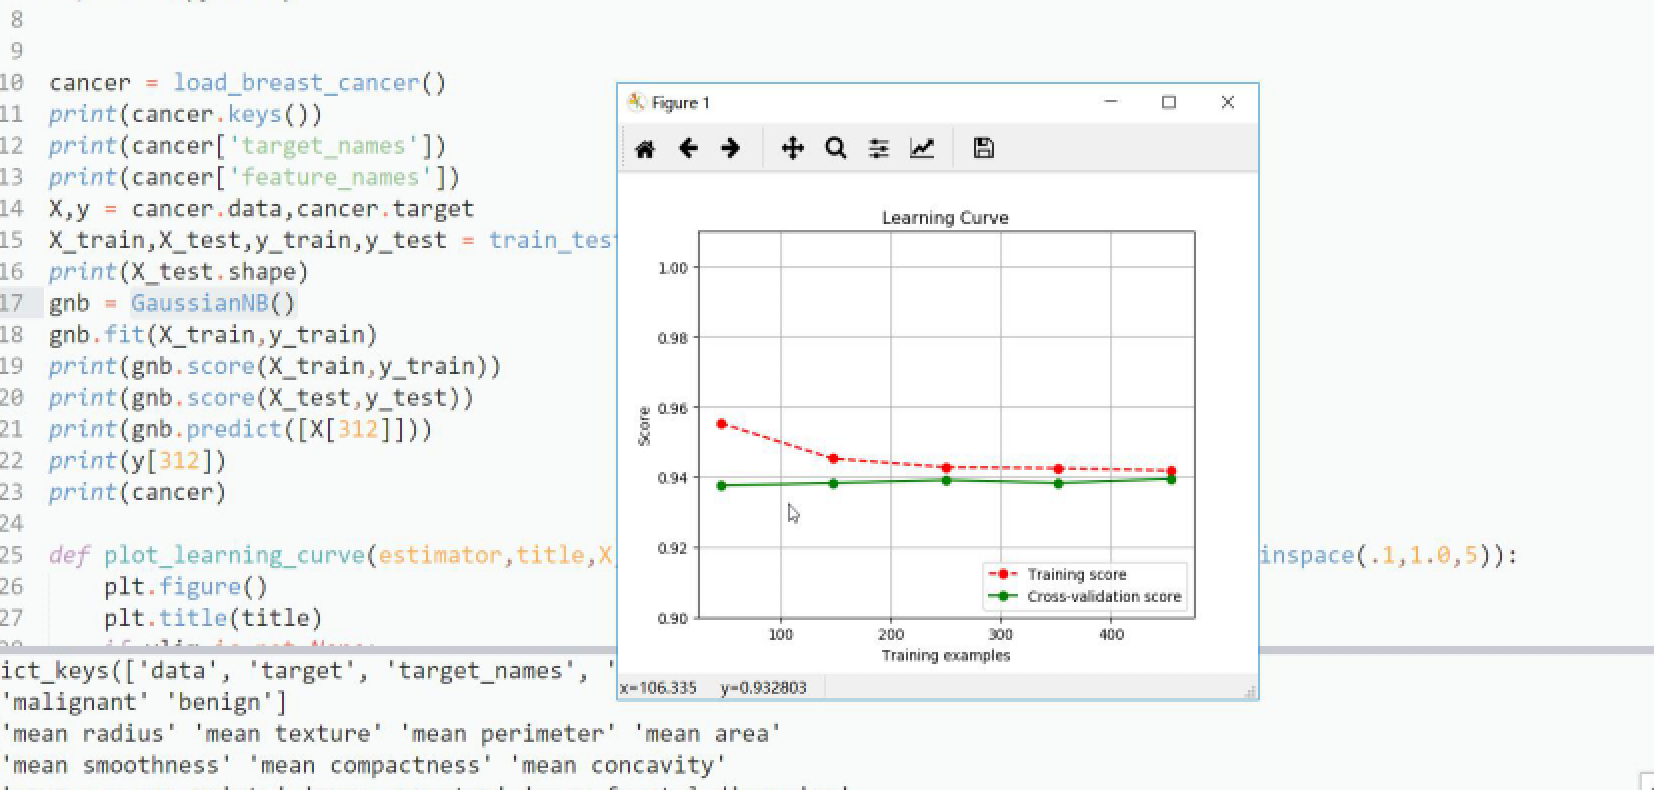 8
9
10 cancer = load_breast_cancer()
11 print(cancer.keys())
12 print(cancer['target_names'])
13 print(cancer['feature_names'])
14 X,y = cancer.data,cancer.target
15 X_train,X_test,y_train,y_test = train_tes
16 print(X_test.shape)
17 gnb = GaussianNB()
18 gnb.fit(X_train,y_train)
19 print(gnb.score(X_train,y_train))
20 print(gnb.score(X_test,y_test))
21 print(gnb.predict([X[312]]))
22 print(y[312])
23 print(cancer)
24
25 def plot_learning_curve(estimator,title,X inspace(.1,1.0,5)):
26 plt.figure()
27 plt.title(title)
Figure 1
Learning Curve
1.00
0.98
0.96
0.94
0.92
0.90
Score
Training score
Cross-validation score
100 200 300 400
Training examples
x=106.335 y=0.932803
ict_keys(['data', 'target', 'target_names', '
'malignant' 'benign']
'mean radius' 'mean texture' 'mean perimeter' 'mean area'
'mean smoothness' 'mean compactness' 'mean concavity'